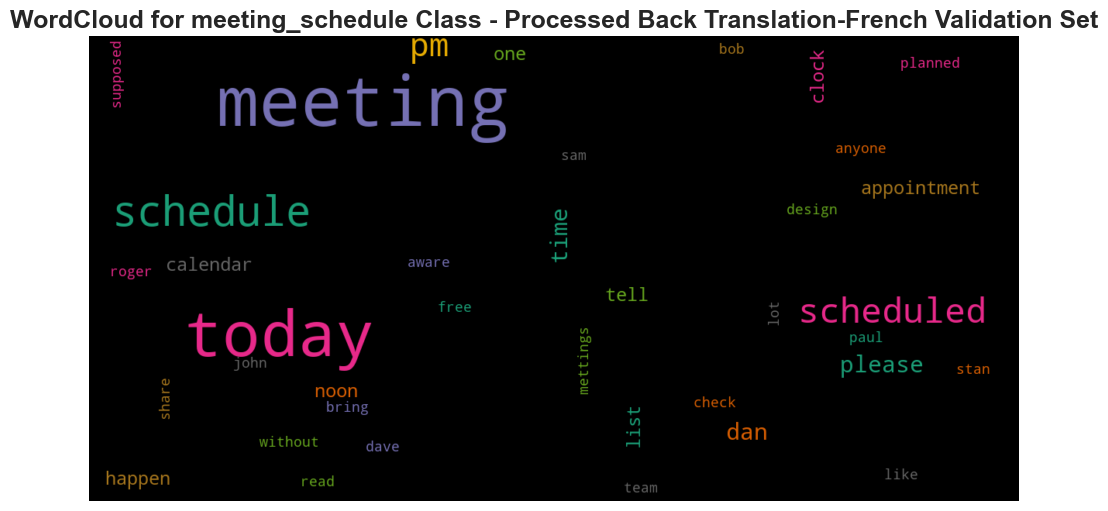 WordCloud for meeting_schedule Class - Processed Back Translation-French Validation Set
supposed
pm
one
bob
clock
planned
meeting
sam
anyone
appointment
schedule
design
time
roger
calendar
aware
free
tell
lot
scheduled
today
john
mettings
paul
please
stan
share
noon
bring
list
check
dan
without
dave
happen
read
team
like